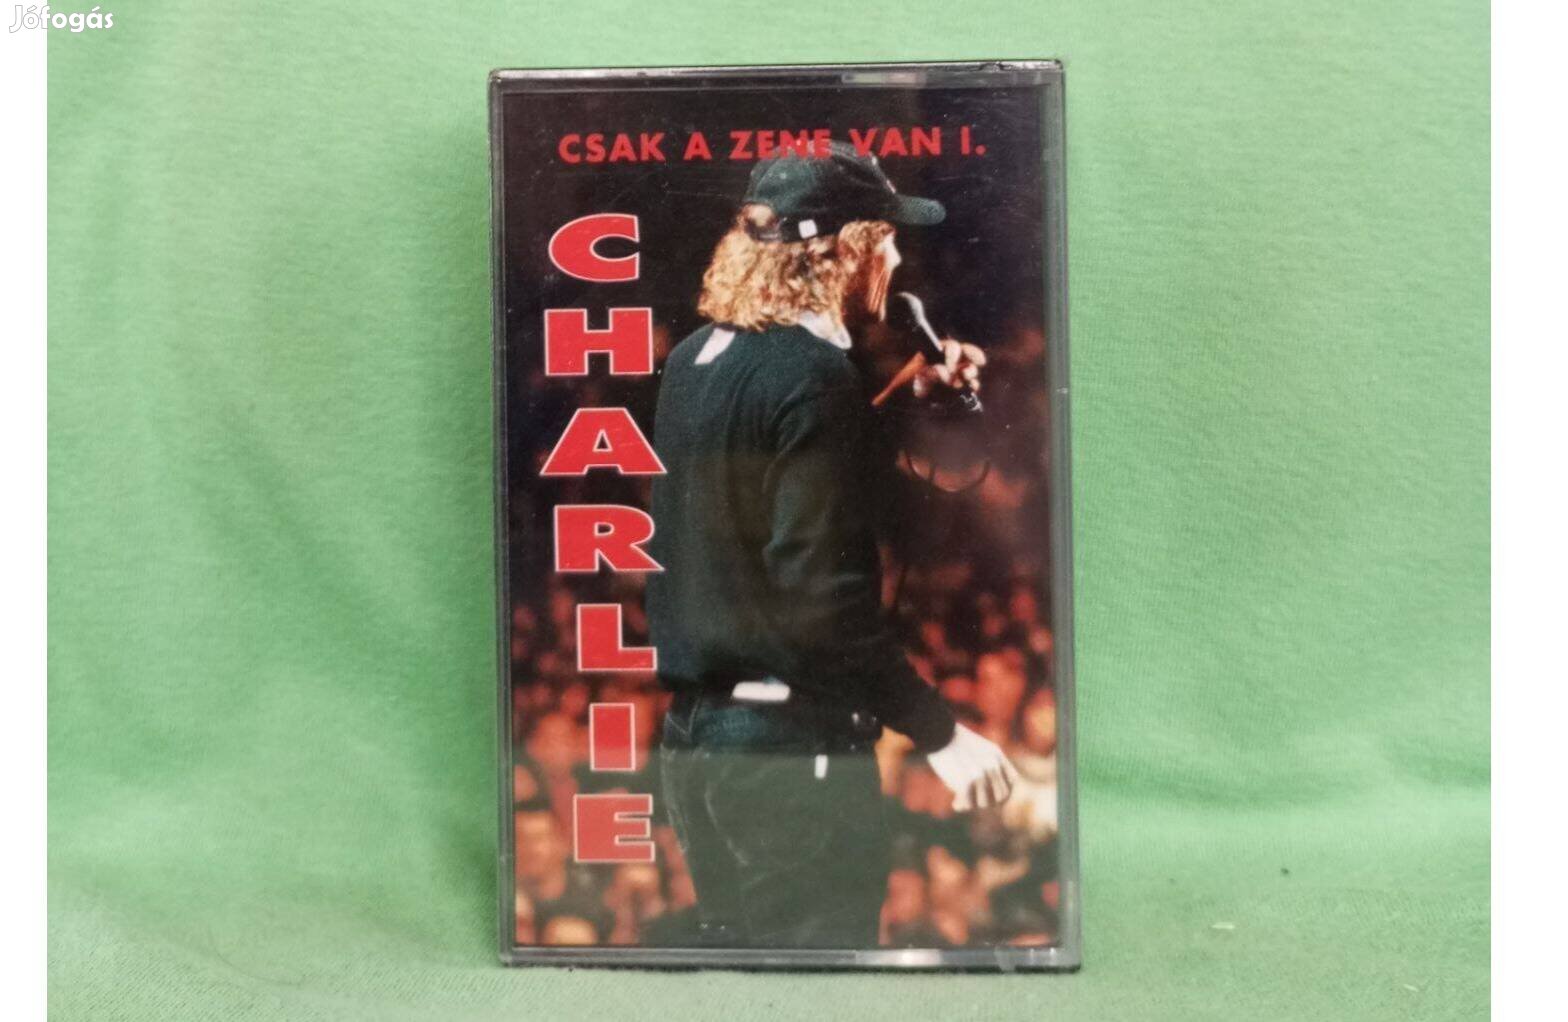 Jófogás
CSAK A ZENE VAN I.
CHARLIE